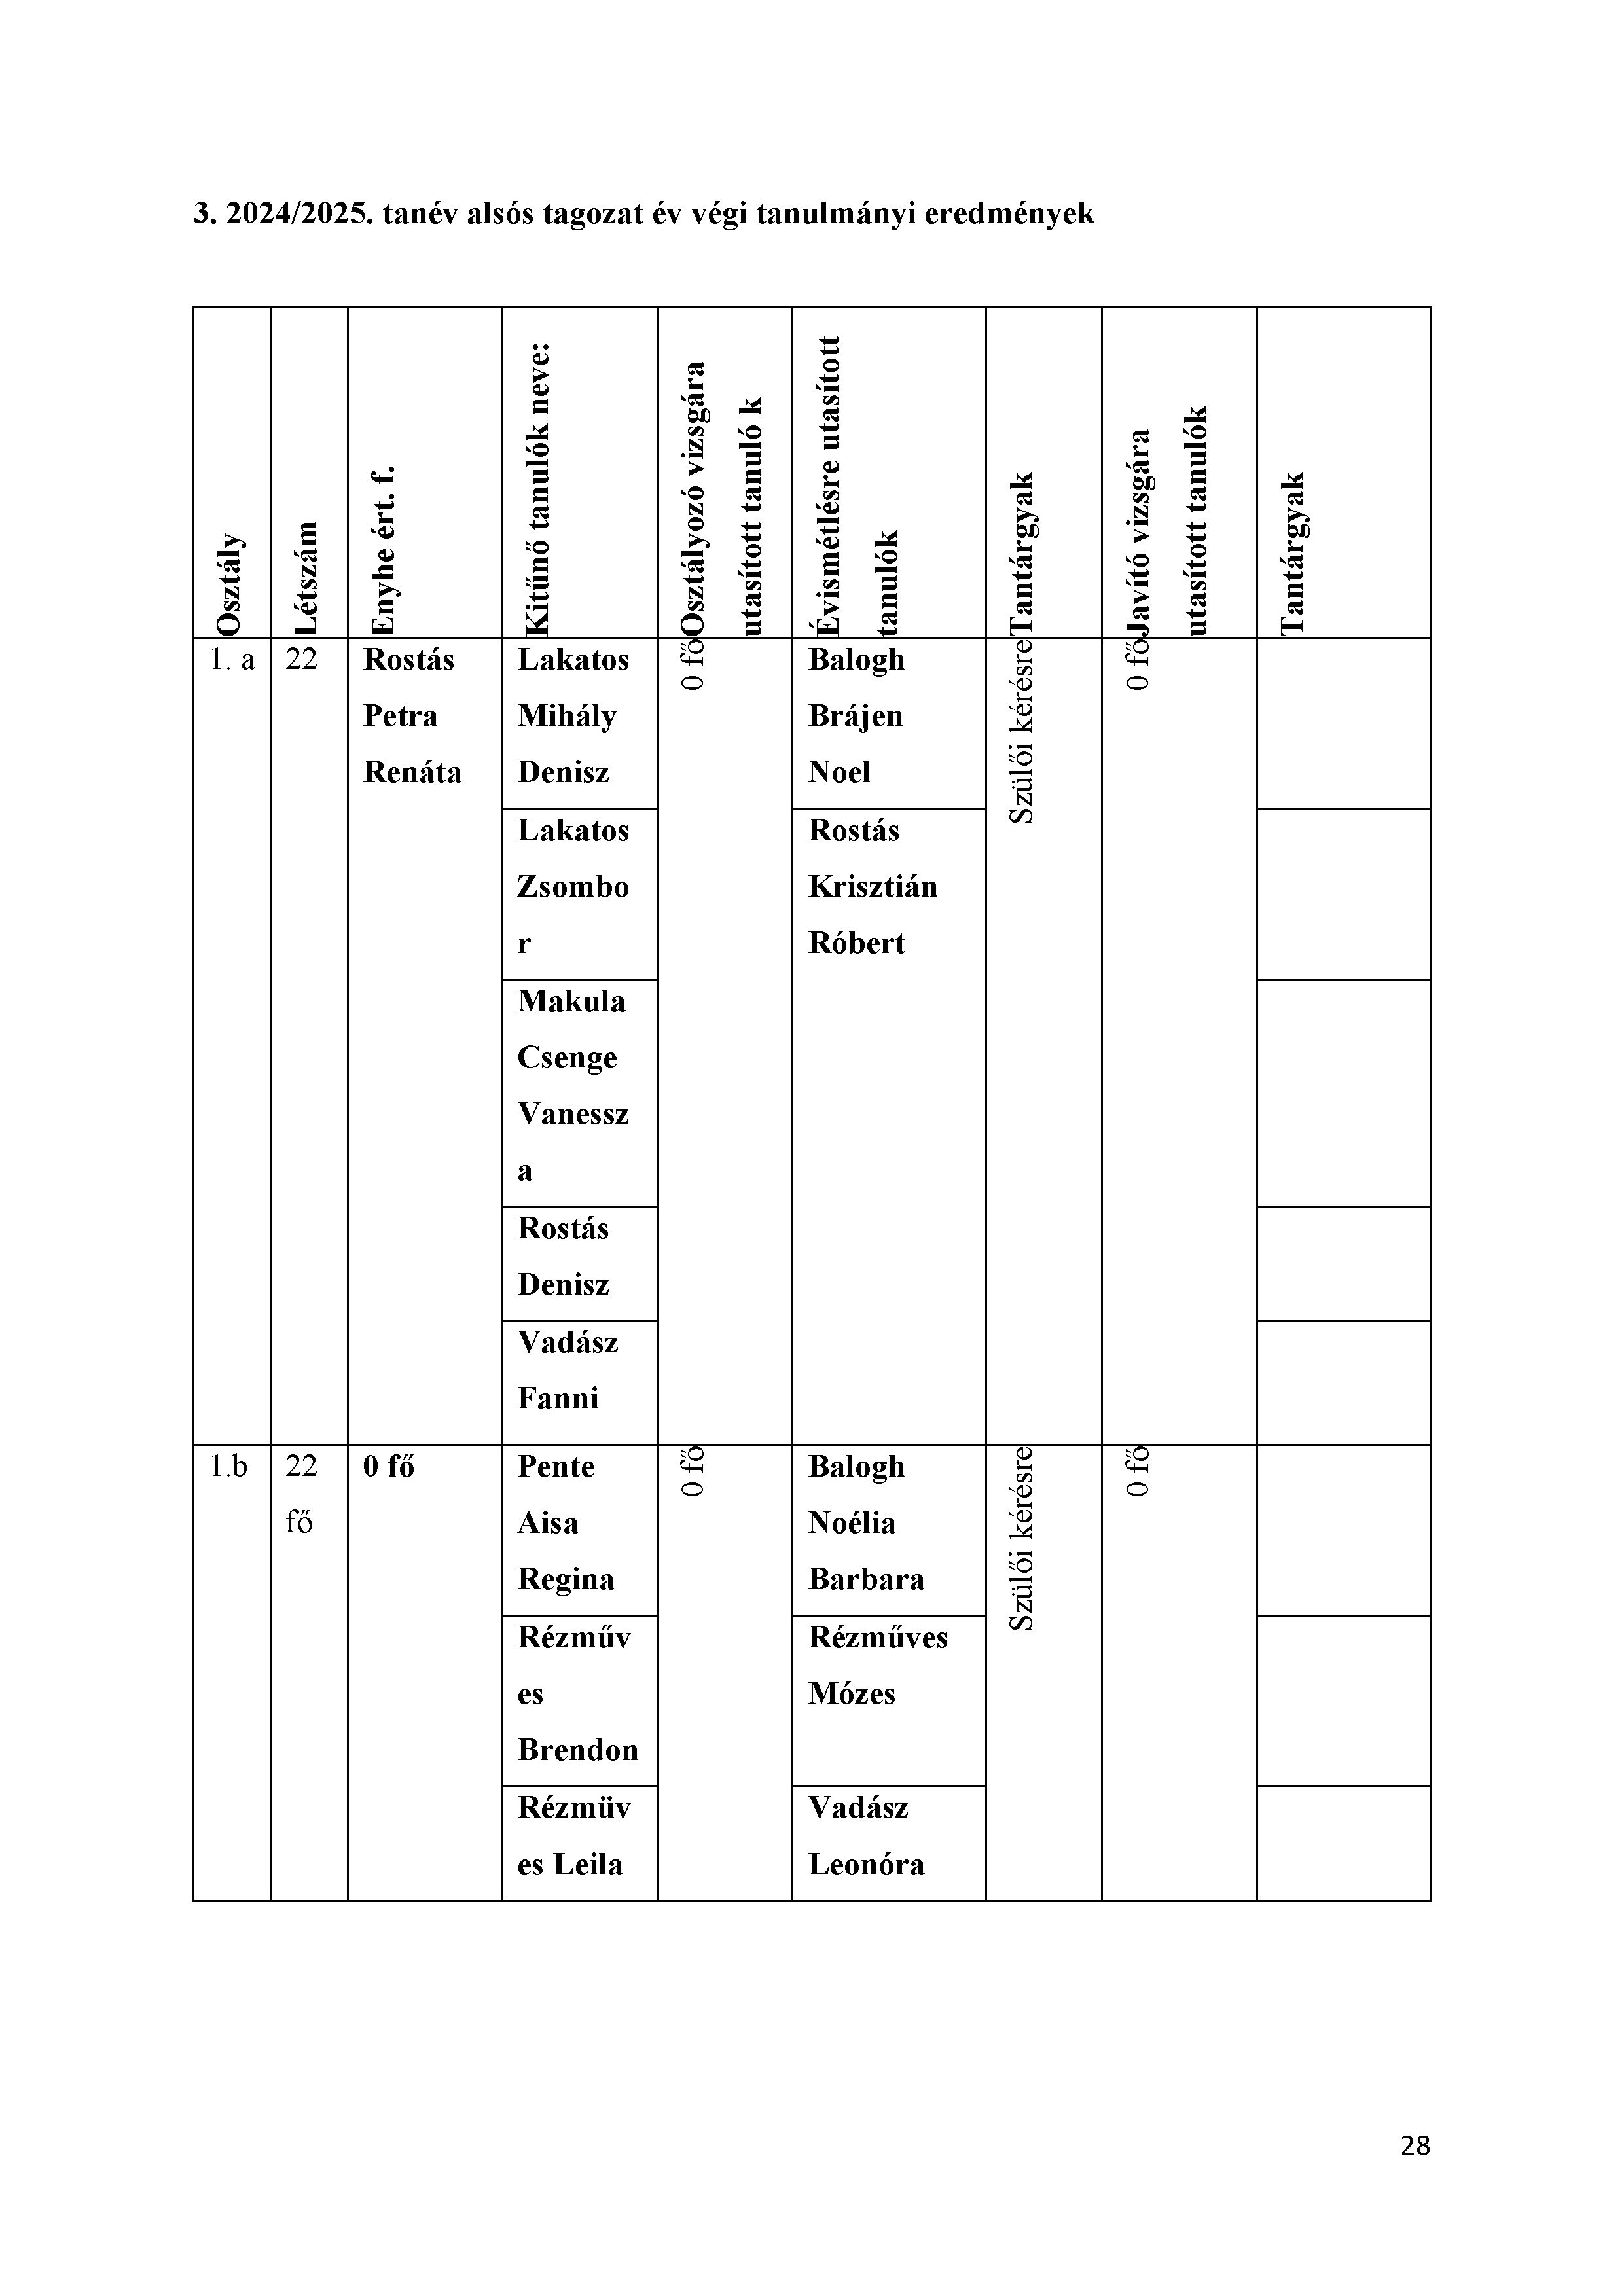 3. 2024/2025. tanév alsós tagozat év végi tanulmányi eredmények
Osztály
Létszám
Enyhe ért. f.
Kitűnő tanulók neve:
Osztályozó vizsgára
utasított tanuló k
Évismétlésre utasított
tanulók
Tantárgyak
Javító vizsgára
utasított tanulók
Tantárgyak
1. a
22
Rostás
Petra
Renáta
Lakatos
Mihály
Denisz
Lakatos
Zsombo
r
Makula
Csenge
Vanessz
a
Rostás
Denisz
Vadász
Fanni
0 fő
Balogh
Brájen
Noel
Rostás
Krisztián
Róbert
Szülői kérésre
0 fő
1.b
22
fő
0 fő
Pente
Aisa
Regina
Rézműv
es
Brendon
Rézmüv
es Leila
0 fő
Balogh
Noélia
Barbara
Rézműves
Mózes
Vadász
Leonóra
Szülői kérésre
0 fő
28